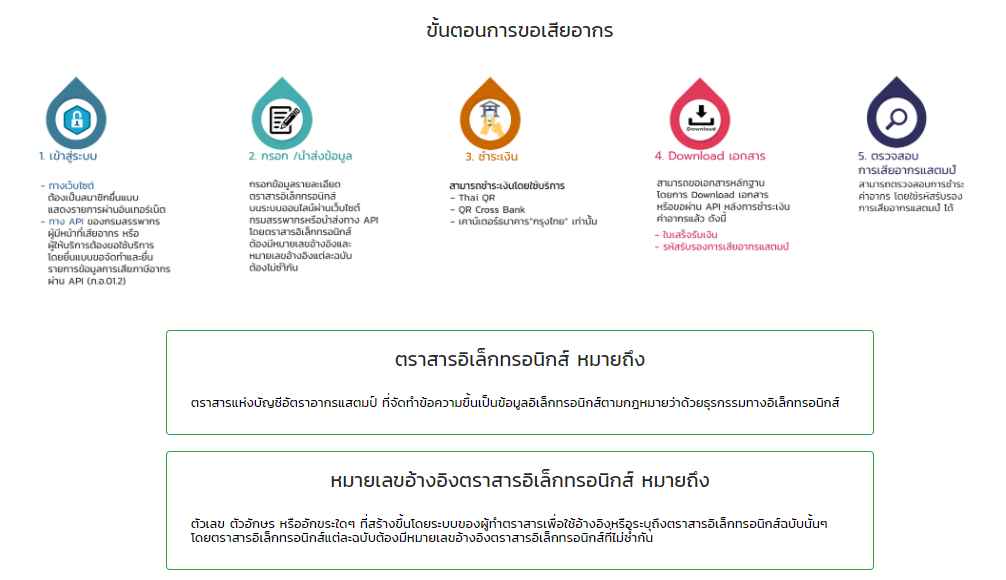 ขั้นตอนการขอเสียอากร
1. เข้าสู่ระบบ
- ทางเว็บไซต์
ต้องเป็นสมาชิกยื่นแบบ
แสดงรายการผ่านอินเทอร์เน็ต
- ทาง API ของกรมสรรพากร
ผู้มีหน้าที่เสียอากร หรือ
ผู้ให้บริการต้องขอใช้บริการ
โดยยื่นแบบขอจัดทำและยื่น
รายการข้อมูลการเสียภาษีอากร
ผ่าน API (ภ.อ.01.2)
2. กรอก /นำส่งข้อมูล
กรอกข้อมูลรายละเอียด
ตราสารอิเล็กทรอนิกส์
บนระบบออนไลน์ผ่านเว็บไซต์
กรมสรรพากรหรือนำส่งทาง API
โดยตราสารอิเล็กทรอนิกส์
ต้องมีหมายเลขอ้างอิงและ
หมายเลขอ้างอิงแต่ละฉบับ
ต้องไม่ซ้ำกัน
3. ชำระเงิน
สามารถชำระเงินโดยใช้บริการ
- Thai QR
- QR Cross Bank
- เคาน์เตอร์ธนาคาร"กรุงไทย" เท่านั้น
Download
4. Download เอกสาร
สามารถขอเอกสารหลักฐาน
โดยการ Download เอกสาร
หรือขอผ่าน API หลังการชำระเงิน
ค่าอากรแล้ว ดังนี้
- ใบเสร็จรับเงิน
- รหัสรับรองการเสียอากรแสตมป์
5. ตรวจสอบ
การเสียอากรแสตมป์
สามารถตรวจสอบการชำระ
ค่าอากร โดยใช้รหัสรับรอง
การเสียอากรแสตมป์ ได้
ตราสารอิเล็กทรอนิกส์ หมายถึง
ตราสารแห่งบัญชีอัตราอากรแสตมป์ ที่จัดทำข้อความขึ้นเป็นข้อมูลอิเล็กทรอนิกส์ตามกฎหมายว่าด้วยธุรกรรมทางอิเล็กทรอนิกส์
หมายเลขอ้างอิงตราสารอิเล็กทรอนิกส์ หมายถึง
ตัวเลข ตัวอักษร หรืออักขระใดๆ ที่สร้างขึ้นโดยระบบของผู้ทำตราสารเพื่อใช้อ้างอิงหรือระบุถึงตราสารอิเล็กทรอนิกส์ฉบับนั้นๆ
โดยตราสารอิเล็กทรอนิกส์แต่ละฉบับต้องมีหมายเลขอ้างอิงตราสารอิเล็กทรอนิกส์ที่ไม่ซ้ำกัน